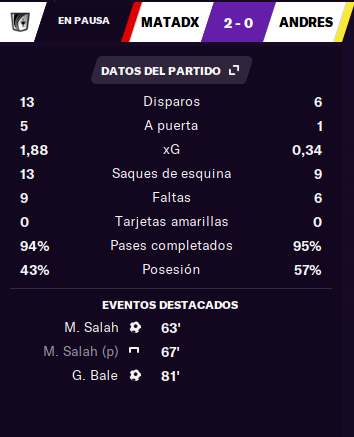 EN PAUSA MATADX 2 - 0 ANDRES
DATOS DEL PARTIDO
13 Disparos 6
5 A puerta 1
1,88 xG 0,34
13 Saques de esquina 9
9 Faltas 6
0 Tarjetas amarillas 0
94% Pases completados 95%
43% Posesión 57%
EVENTOS DESTACADOS
M. Salah 63'
M. Salah (p) 67'
G. Bale 81'